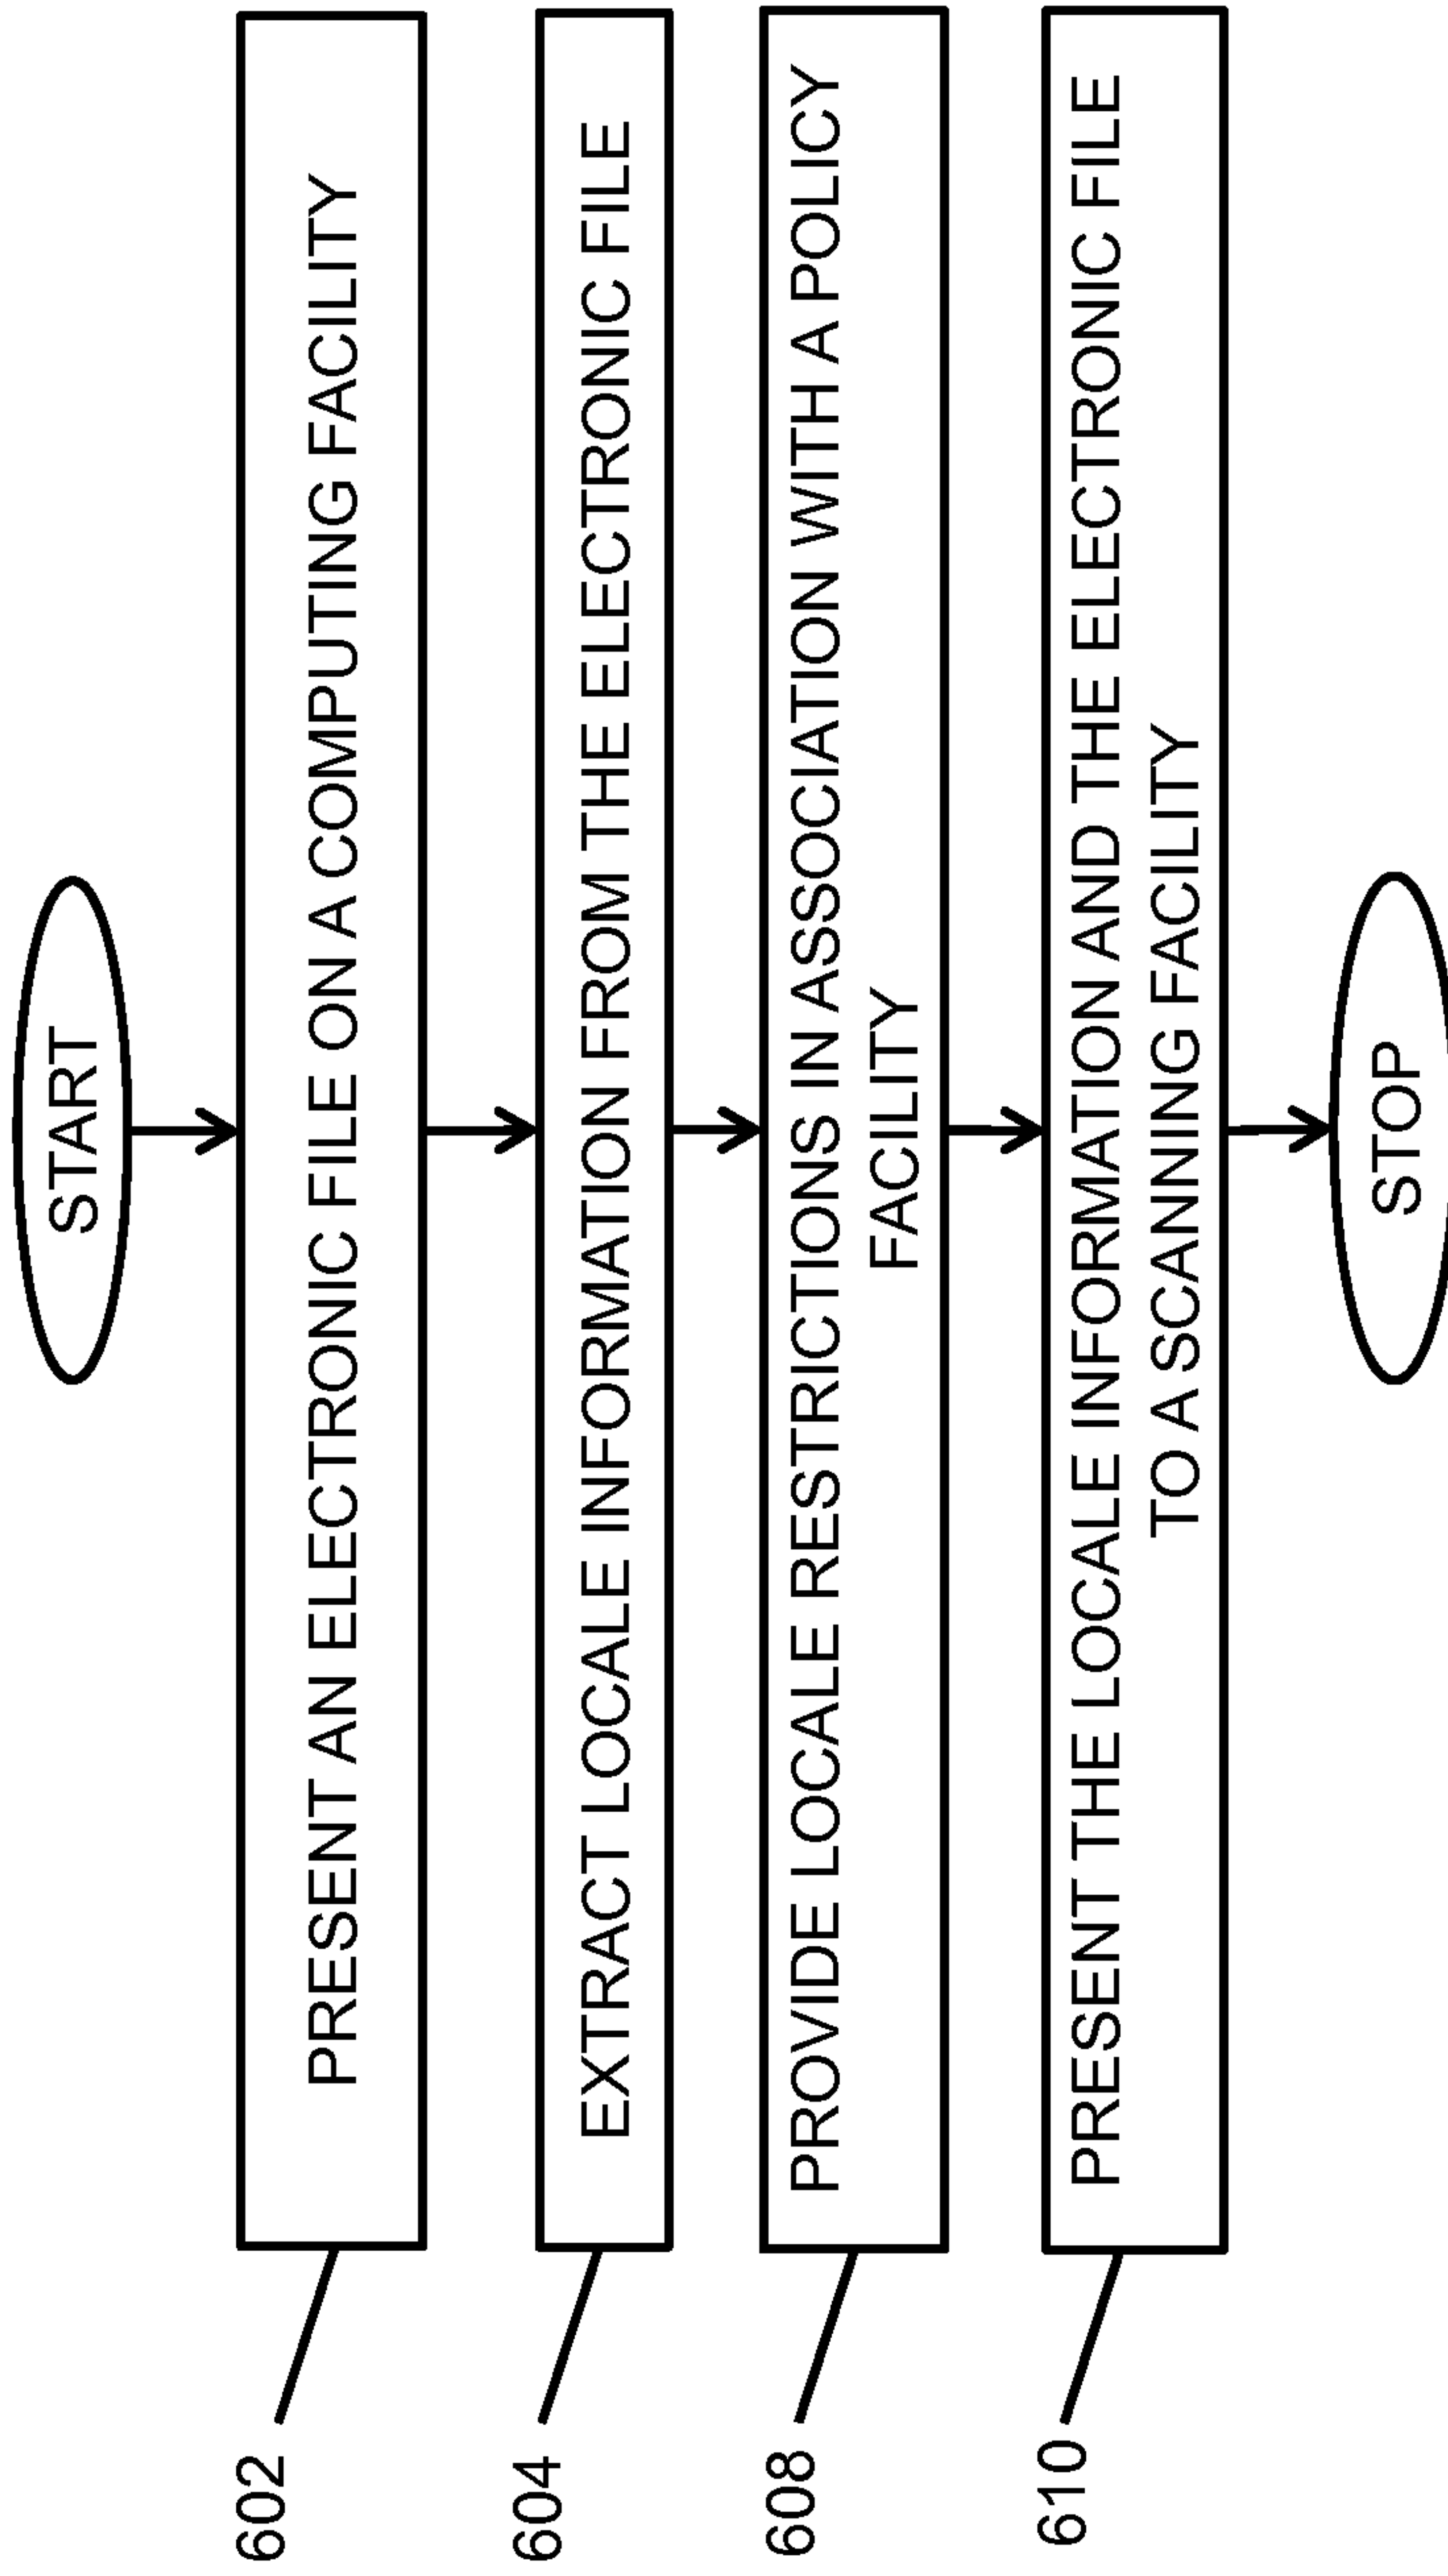 START
602
PRESENT AN ELECTRONIC FILE ON A COMPUTING FACILITY
604
EXTRACT LOCALE INFORMATION FROM THE ELECTRONIC FILE
608
PROVIDE LOCALE RESTRICTIONS IN ASSOCIATION WITH A POLICY
FACILITY
610
PRESENT THE LOCALE INFORMATION AND THE ELECTRONIC FILE
TO A SCANNING FACILITY
STOP